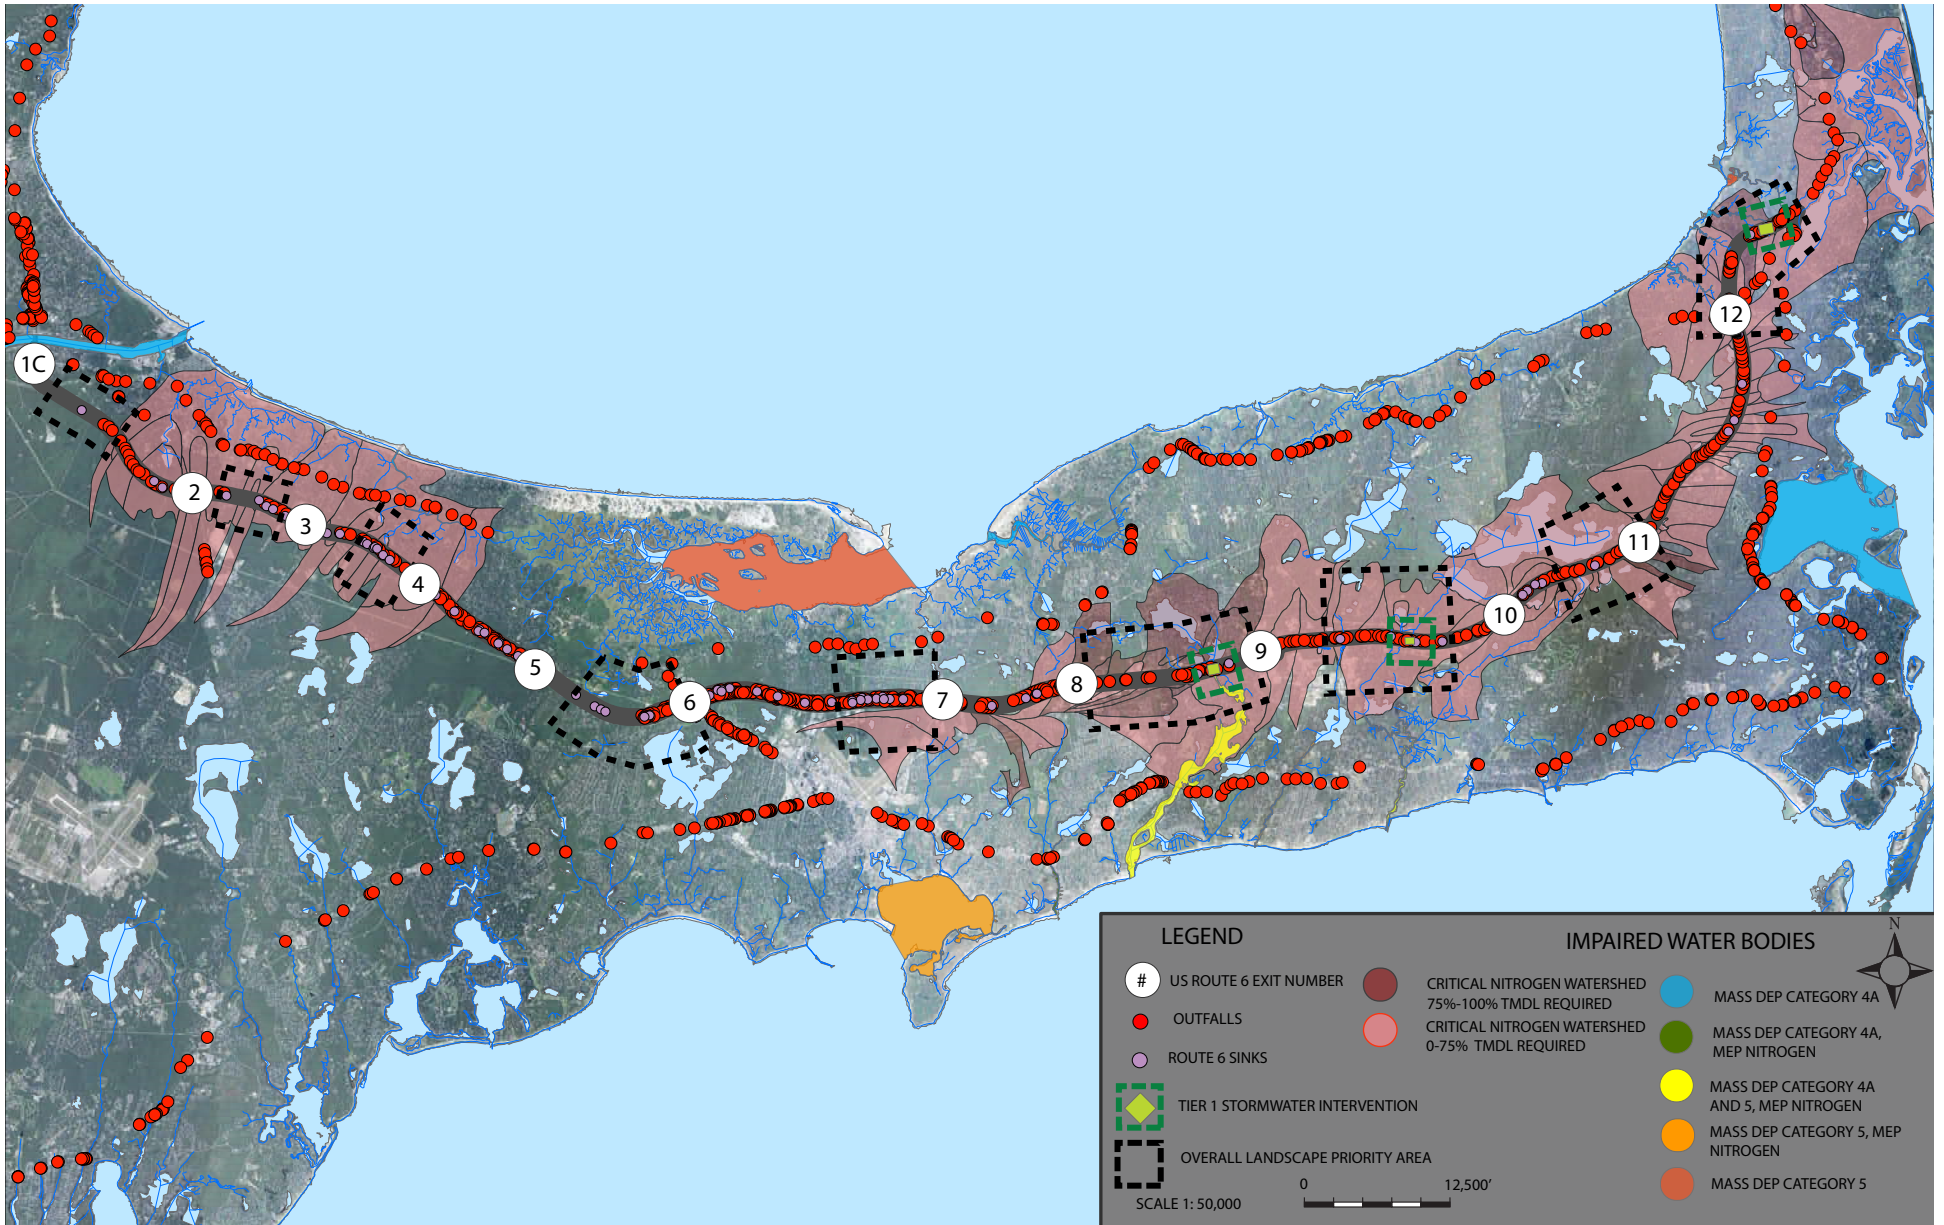 1C
2
3
4
5
6
7
8
9
10
11
12
LEGEND
# US ROUTE 6 EXIT NUMBER
OUTFALLS
ROUTE 6 SINKS
TIER 1 STORMWATER INTERVENTION
OVERALL LANDSCAPE PRIORITY AREA
SCALE 1: 50,000
0 12,500'
CRITICAL NITROGEN WATERSHED
75%-100% TMDL REQUIRED
CRITICAL NITROGEN WATERSHED
0-75% TMDL REQUIRED
IMPAIRED WATER BODIES
N
MASS DEP CATEGORY 4A
MASS DEP CATEGORY 4A,
MEP NITROGEN
MASS DEP CATEGORY 4A
AND 5, MEP NITROGEN
MASS DEP CATEGORY 5, MEP
NITROGEN
MASS DEP CATEGORY 5